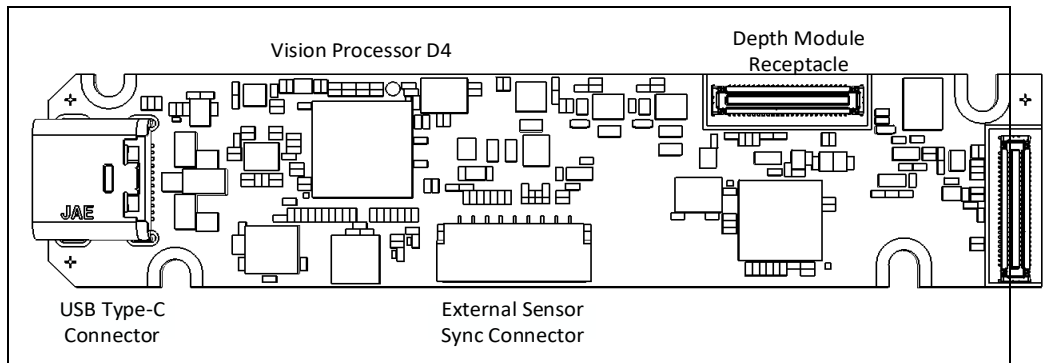 Vision Processor D4
Depth Module
Receptacle
JAE
USB Type-C
Connector
External Sensor
Sync Connector